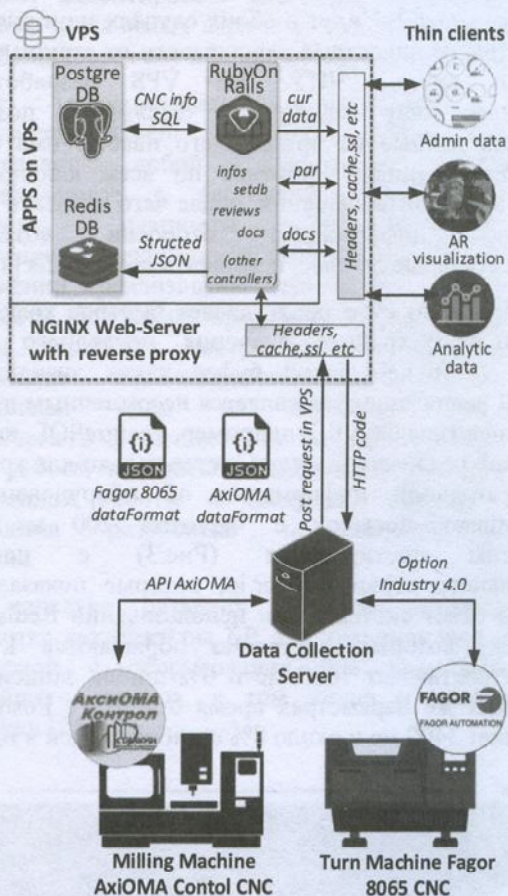 VPS
Thin clients
Postgre
DB
RubyOn
Rails
CNC info
SQL
cur
data
par
docs
infos
setdb
reviews
docs
(other
controllers)
Redis
DB
Structed
JSON
APPS on VPS
Headers, cache,ssl, etc
Admin data
AR
visualization
Analytic
data
NGINX Web-Server
with reverse proxy
Headers,
cache,ssl, etc
{i}
JSON
{i}
JSON
Fagor 8065
dataFormat
AxiOMA
dataFormat
Post request in VPS
HTTP code
API AxiOMA
Option
Industry 4.0
Data Collection
Server
АксиОМА
Контрол
FAGOR
FAGOR AUTOMATION
Milling Machine
AxiOMA Contol CNC
Turn Machine Fagor
8065 CNC